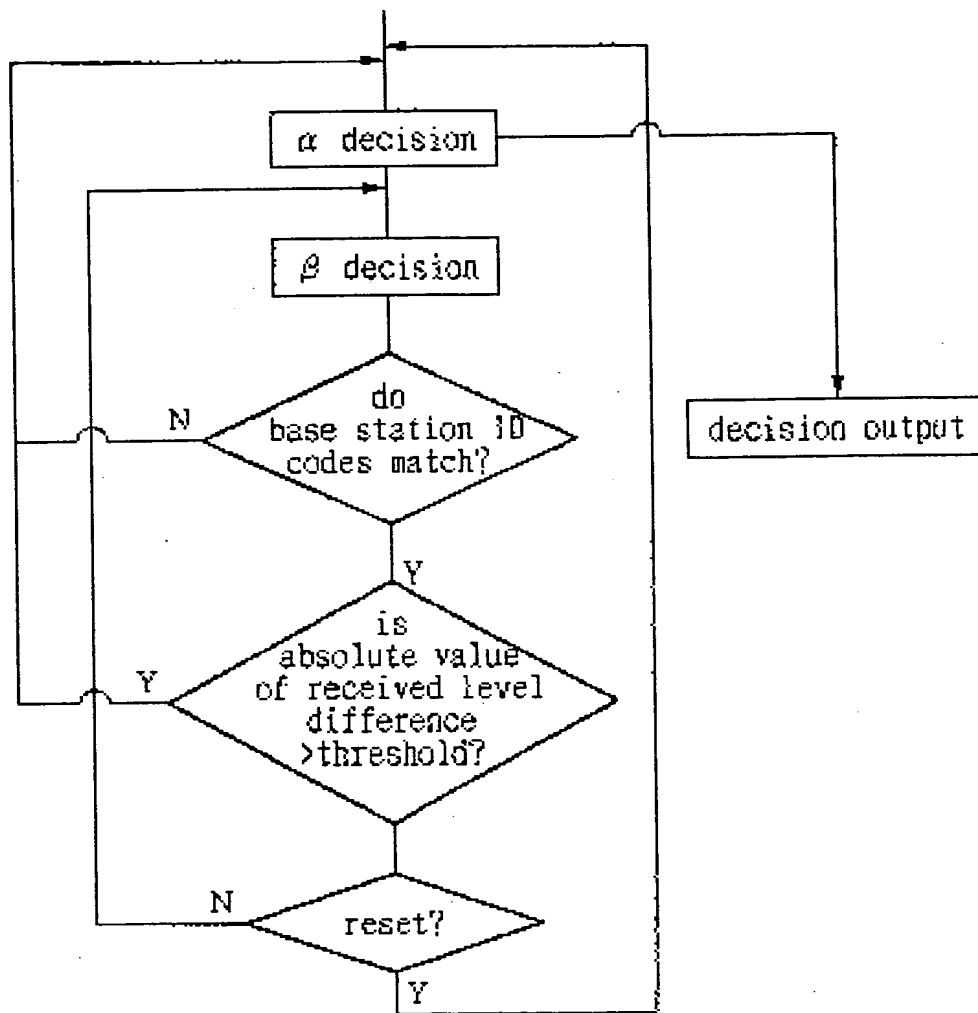 α decision
β decision
do
base station ID
codes match?
N
decision output
Y
is
absolute value
of received level
difference
>threshold?
Y
N
reset?
Y